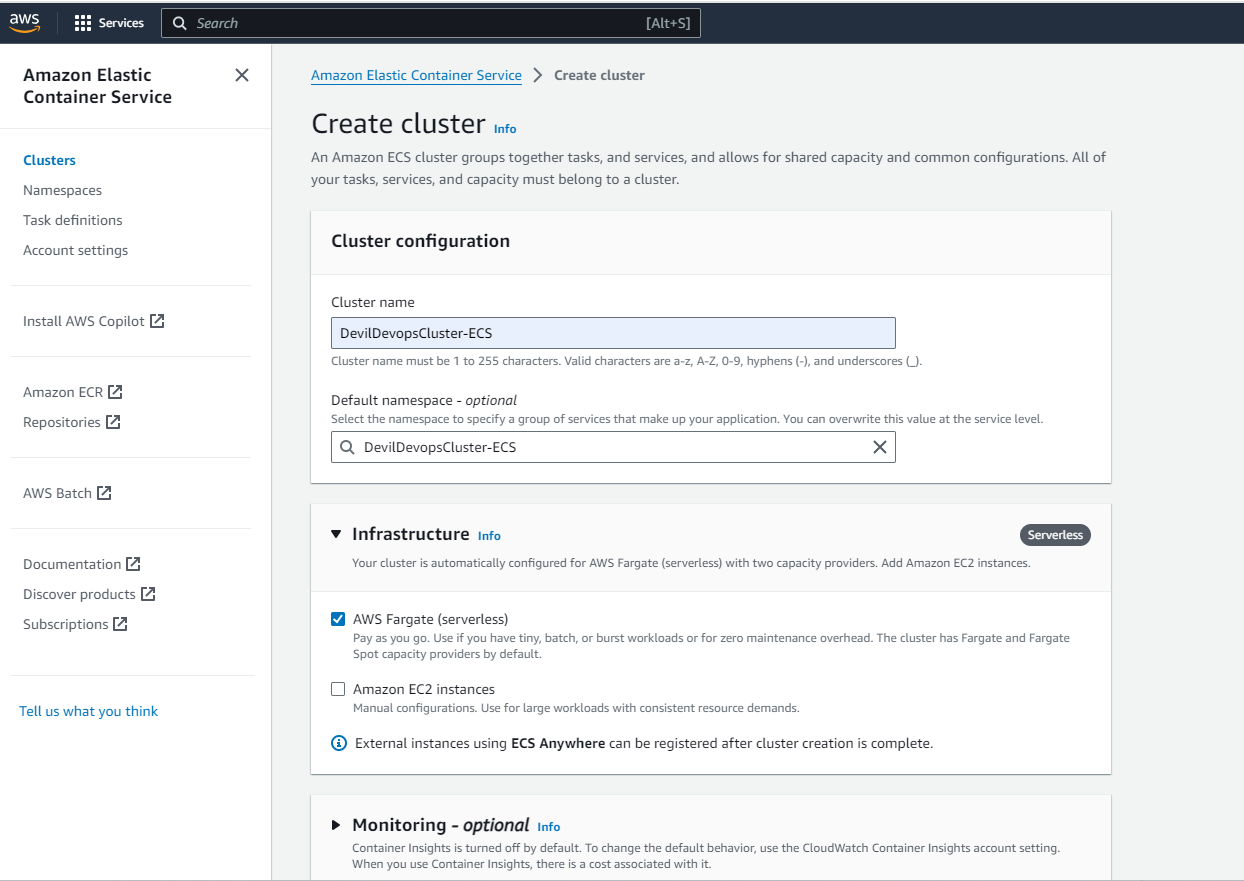 aws
Services
Search
[Alt+S]
Amazon Elastic
Container Service
Clusters
Namespaces
Task definitions
Account settings
Install AWS Copilot
Amazon ECR
Repositories
AWS Batch
Documentation
Discover products
Subscriptions
Tell us what you think
Amazon Elastic Container Service
Create cluster
Create cluster Info
An Amazon ECS cluster groups together tasks, and services, and allows for shared capacity and common configurations. All of
your tasks, services, and capacity must belong to a cluster.
Cluster configuration
Cluster name
DevilDevopsCluster-ECS
Cluster name must be 1 to 255 characters. Valid characters are a-z, A-Z, 0-9, hyphens (-), and underscores (_).
Default namespace - optional
Select the namespace to specify a group of services that make up your application. You can overwrite this value at the service level.
DevilDevopsCluster-ECS
Infrastructure Info
Serverless
Your cluster is automatically configured for AWS Fargate (serverless) with two capacity providers. Add Amazon EC2 instances.
AWS Fargate (serverless)
Pay as you go. Use if you have tiny, batch, or burst workloads or for zero maintenance overhead. The cluster has Fargate and Fargate
Spot capacity providers by default.
Amazon EC2 instances
Manual configurations. Use for large workloads with consistent resource demands.
External instances using ECS Anywhere can be registered after cluster creation is complete.
Monitoring - optional Info
Container Insights is turned off by default. To change the default behavior, use the CloudWatch Container Insights account setting.
When you use Container Insights, there is a cost associated with it.